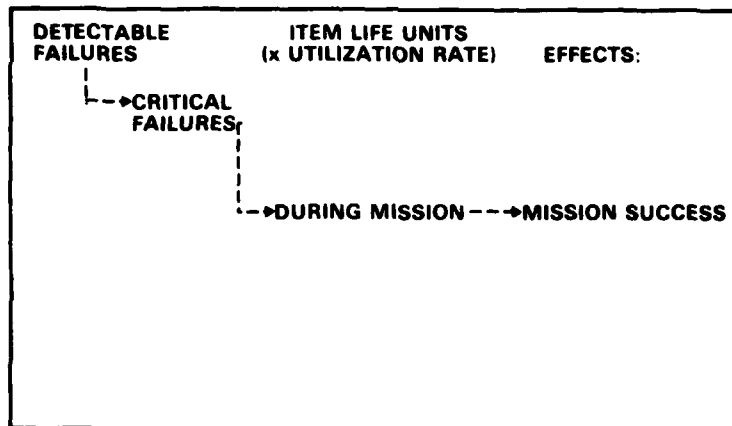 DETECTABLE FAILURES
ITEM LIFE UNITS
(x UTILIZATION RATE)
EFFECTS:
CRITICAL
FAILURES
DURING MISSION
MISSION SUCCESS